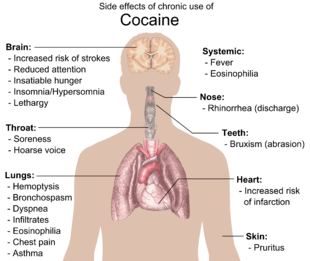 Side effects of chronic use of
Cocaine
Brain:
- Increased risk of strokes
- Reduced attention
- Insatiable hunger
- Insomnia/Hypersomnia
- Lethargy
Systemic:
- Fever
- Eosinophilia
Nose:
- Rhinorrhea (discharge)
Teeth:
- Bruxism (abrasion)
Throat:
- Soreness
- Hoarse voice
Lungs:
- Hemoptysis
- Bronchospasm
- Dyspnea
- Infiltrates
- Eosinophilia
- Chest pain
- Asthma
Heart:
- Increased risk
of infarction
Skin:
- Pruritus